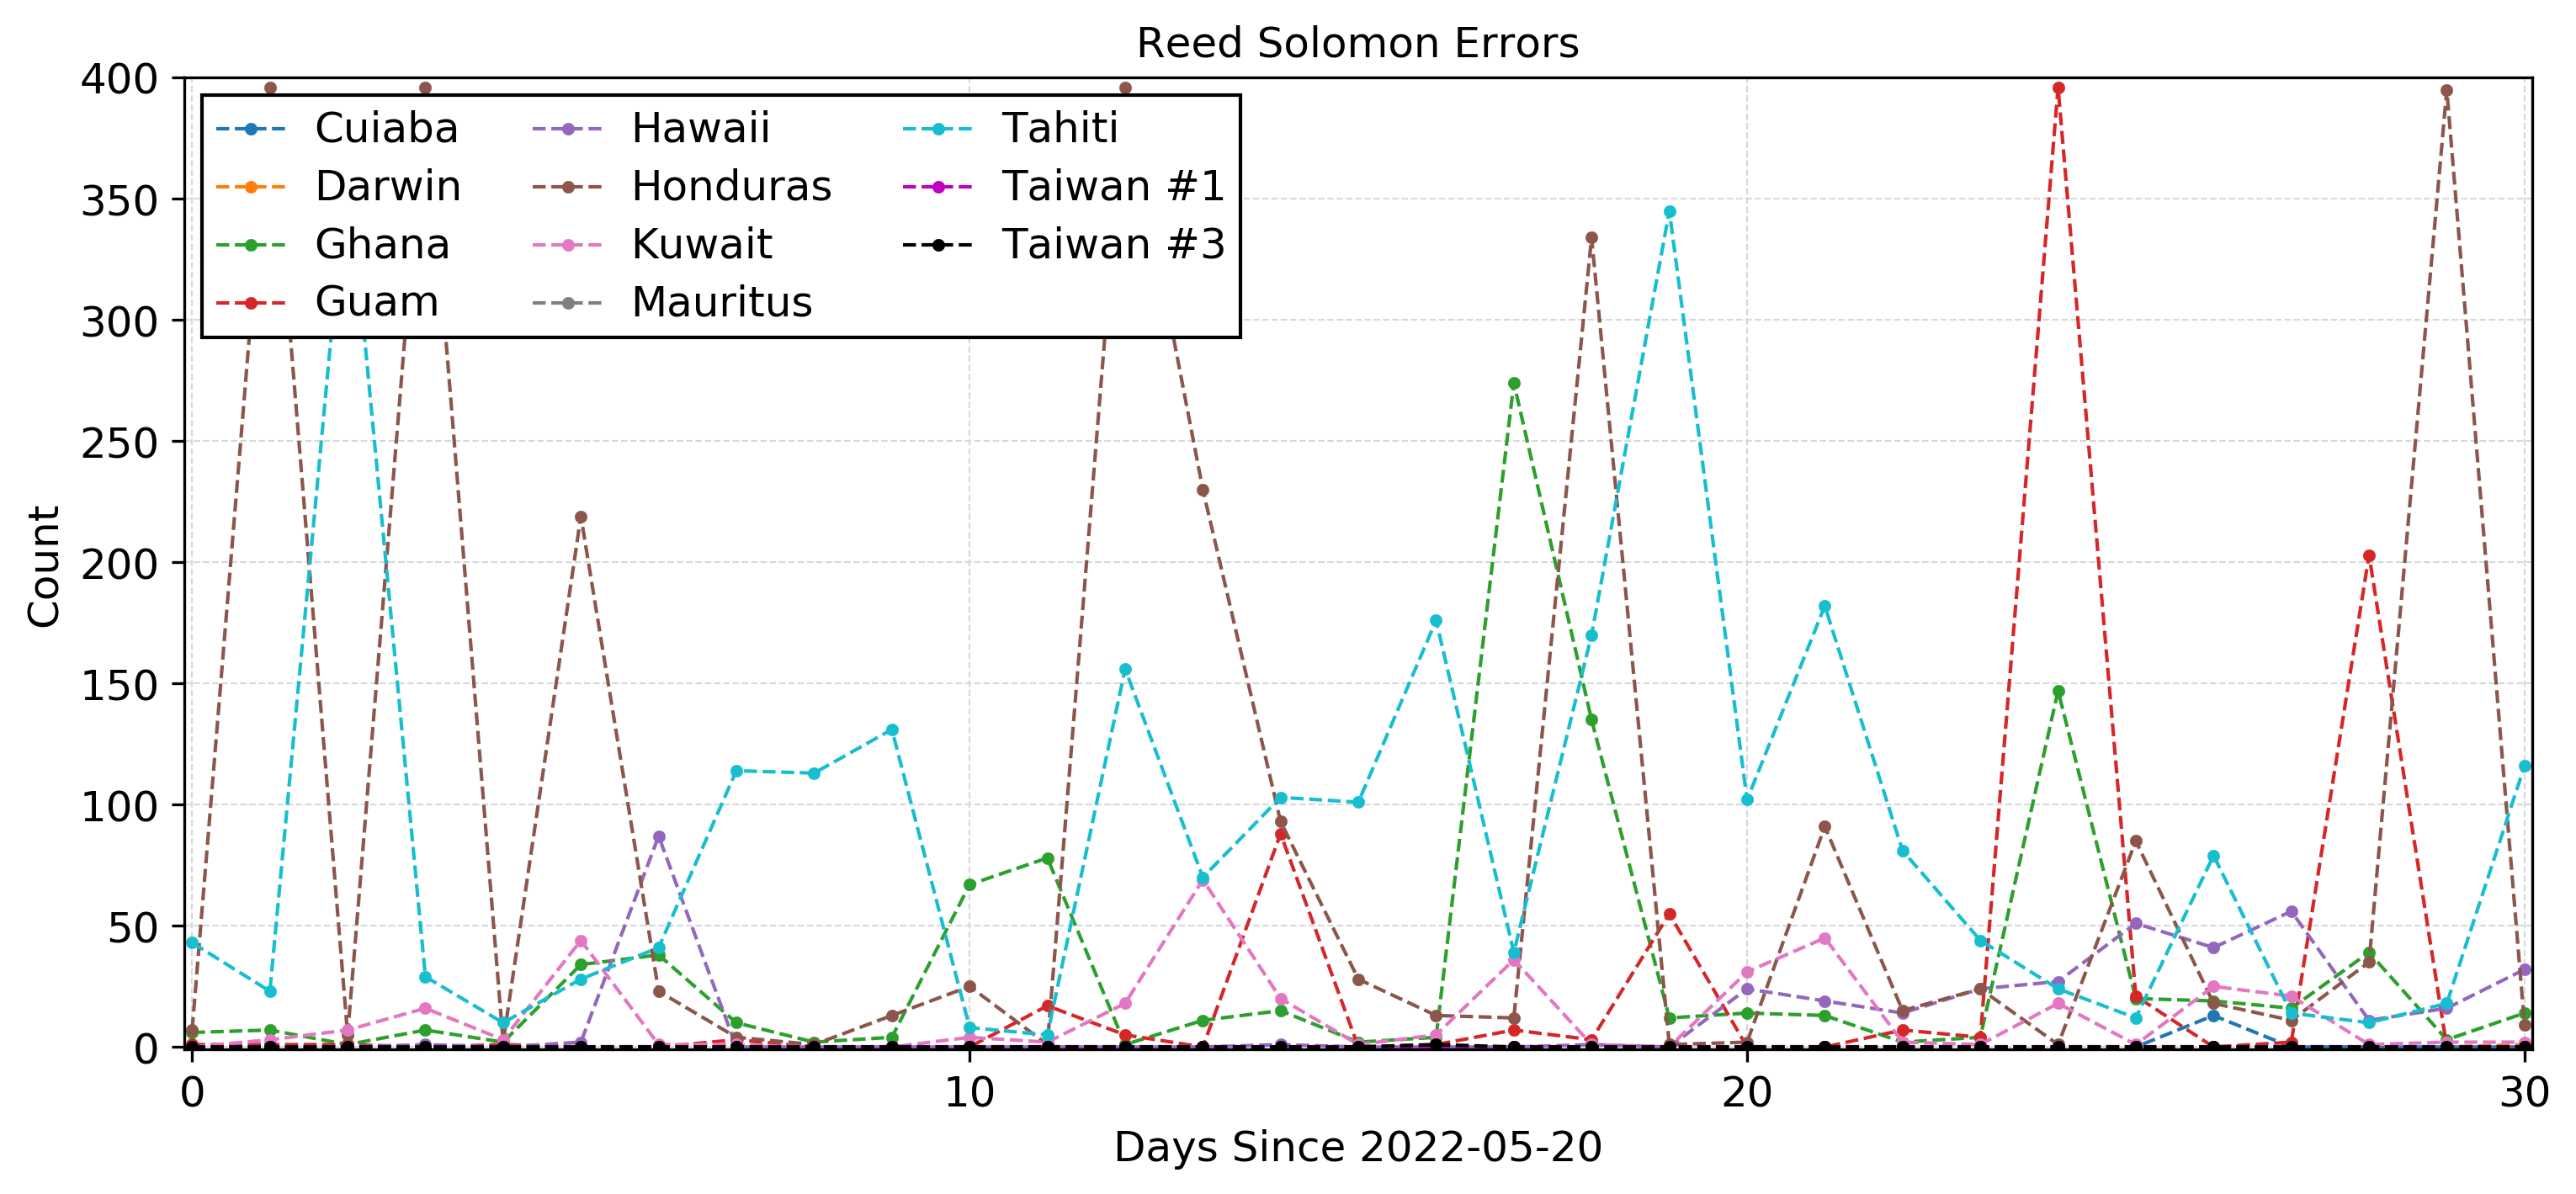 Reed Solomon Errors
400
350
300
250
200
150
100
50
0
Count
Cuiaba
Darwin
Ghana
Guam
Hawaii
Honduras
Kuwait
Mauritus
Tahiti
Taiwan #1
Taiwan #3
0 10 20 30
Days Since 2022-05-20